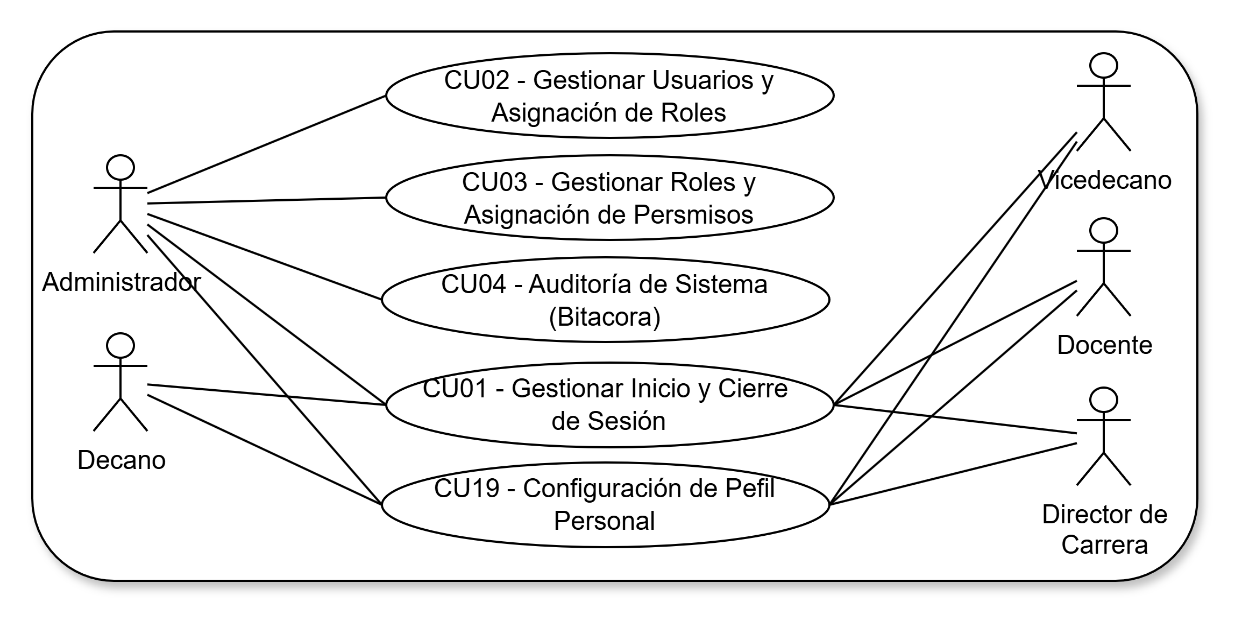 CU02 - Gestionar Usuarios y
Asignación de Roles
CU03 - Gestionar Roles y
Asignación de Persmisos
CU04 - Auditoría de Sistema
(Bitacora)
CU01 - Gestionar Inicio y Cierre
de Sesión
CU19 - Configuración de Pefil
Personal
Administrador
Decano
Vicedecano
Docente
Director de
Carrera